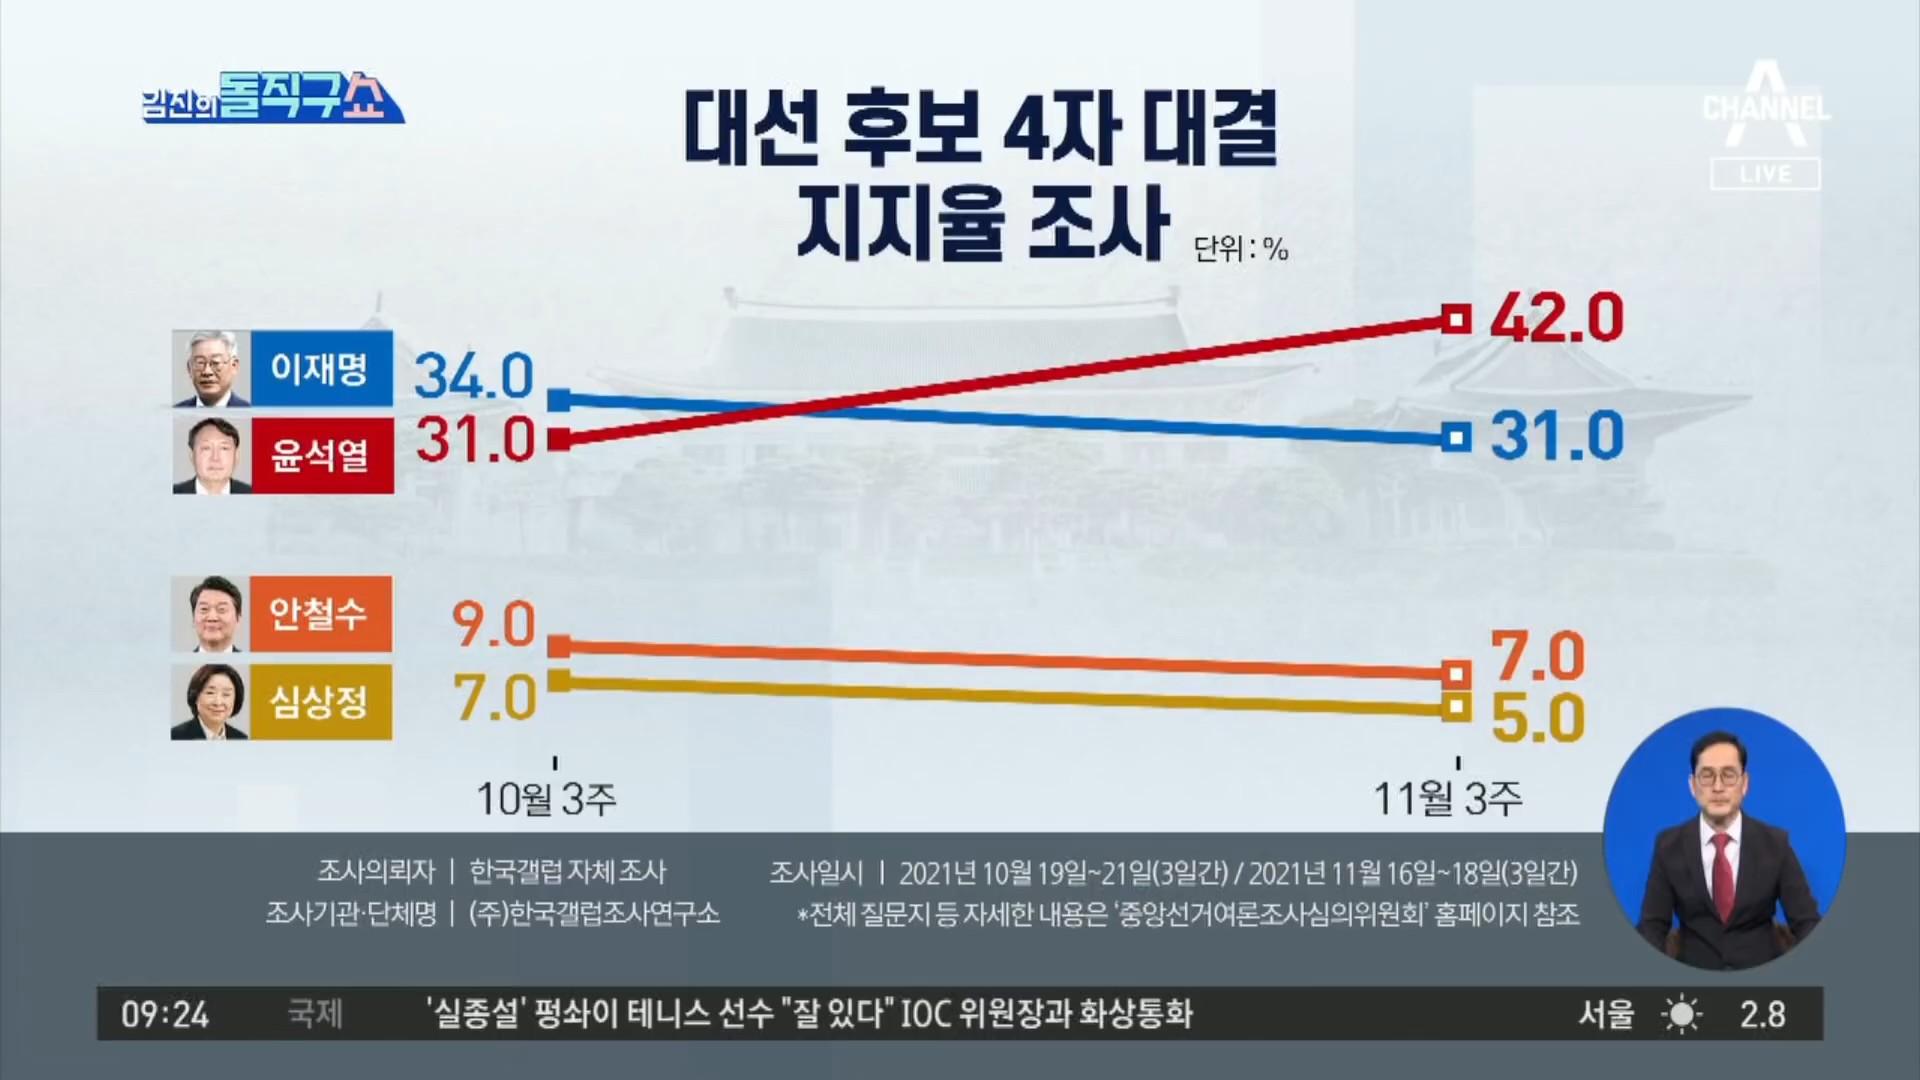 김진의 돌직구쇼
CHANNEL A
LIVE
대선 후보 4자 대결
지지율 조사
단위 : %
이재명 34.0
윤석열 31.0
42.0
31.0
안철수 9.0
심상정 7.0
7.0
5.0
10월 3주
11월 3주
조사의뢰자 | 한국갤럽 자체 조사
조사기관·단체명 | (주)한국갤럽조사연구소
조사일시 | 2021년 10월 19일~21일(3일간) / 2021년 11월 16일~18일(3일간)
*전체 질문지 등 자세한 내용은 '중앙선거여론조사심의위원회' 홈페이지 참조
09:24 국제 '실종설' 펑솨이 테니스 선수 "잘 있다" IOC 위원장과 화상통화 서울 2.8